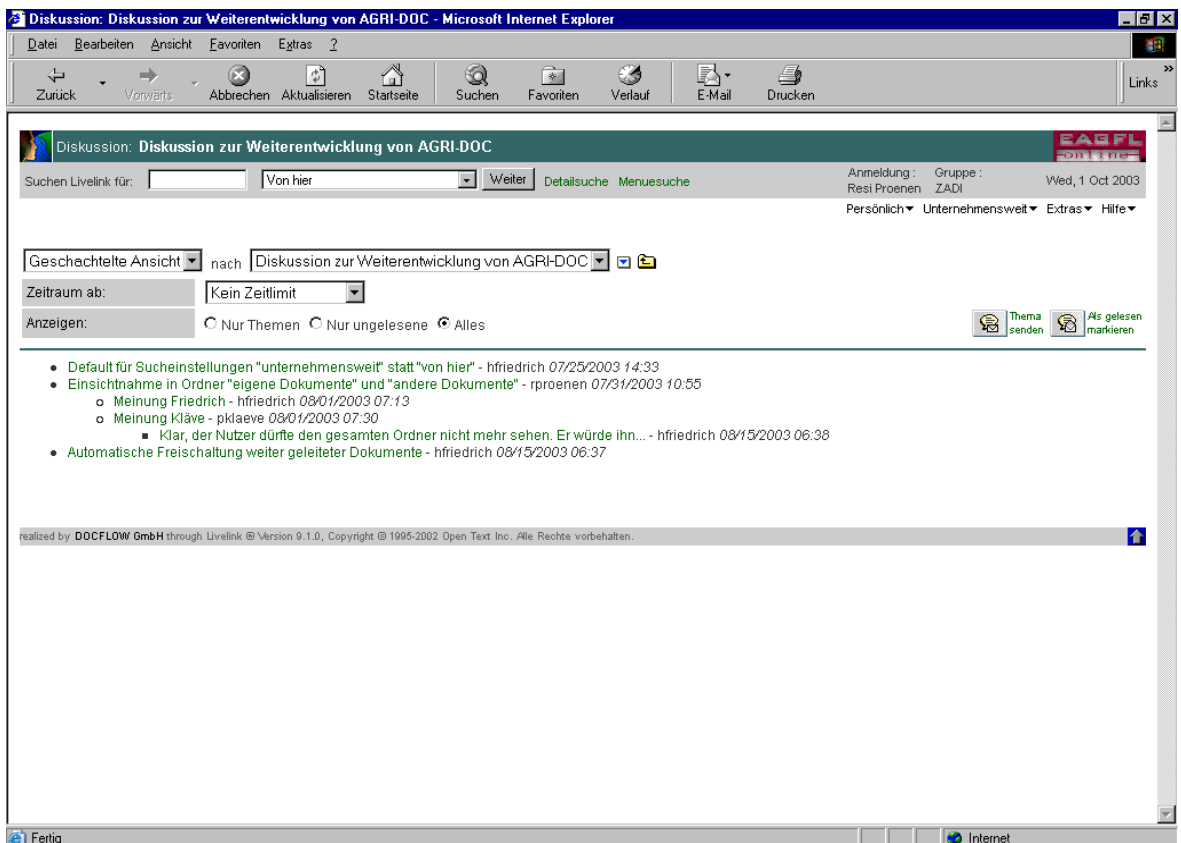 Diskussion: Diskussion zur Weiterentwicklung von AGRI-DOC - Microsoft Internet Explorer
Datei Bearbeiten Ansicht Favoriten Extras ?
Zurück Vorwärts Abbrechen Aktualisieren Startseite Suchen Favoriten Verlauf E-Mail Drucken Links »
Diskussion: Diskussion zur Weiterentwicklung von AGRI-DOC EAGFL online
Suchen Livelink für: Von hier Weiter Detailsuche Menuesuche Anmeldung : Resi Proenen Gruppe : ZADI Wed, 1 Oct 2003
Persönlich Unternehmensweit Extras Hilfe
Geschachtelte Ansicht nach Diskussion zur Weiterentwicklung von AGRI-DOC
Zeitraum ab: Kein Zeitlimit
Anzeigen: Nur Themen Nur ungelesene Alles Thema senden Als gelesen markieren
Default für Sucheinstellungen "unternehmensweit" statt "von hier" - hfriedrich 07/25/2003 14:33
Einsichtnahme in Ordner "eigene Dokumente" und "andere Dokumente" - rproenen 07/31/2003 10:55
Meinung Friedrich - hfriedrich 08/01/2003 07:13
Meinung Kläve - pklaeve 08/01/2003 07:30
Klar, der Nutzer dürfte den gesamten Ordner nicht mehr sehen. Er würde ihn... - hfriedrich 08/15/2003 06:38
Automatische Freischaltung weiter geleiteter Dokumente - hfriedrich 08/15/2003 06:37
realized by DOCFLOW GmbH through Livelink ® Version 9.1.0, Copyright © 1995-2002 Open Text Inc. Alle Rechte vorbehalten.
Fertig Internet